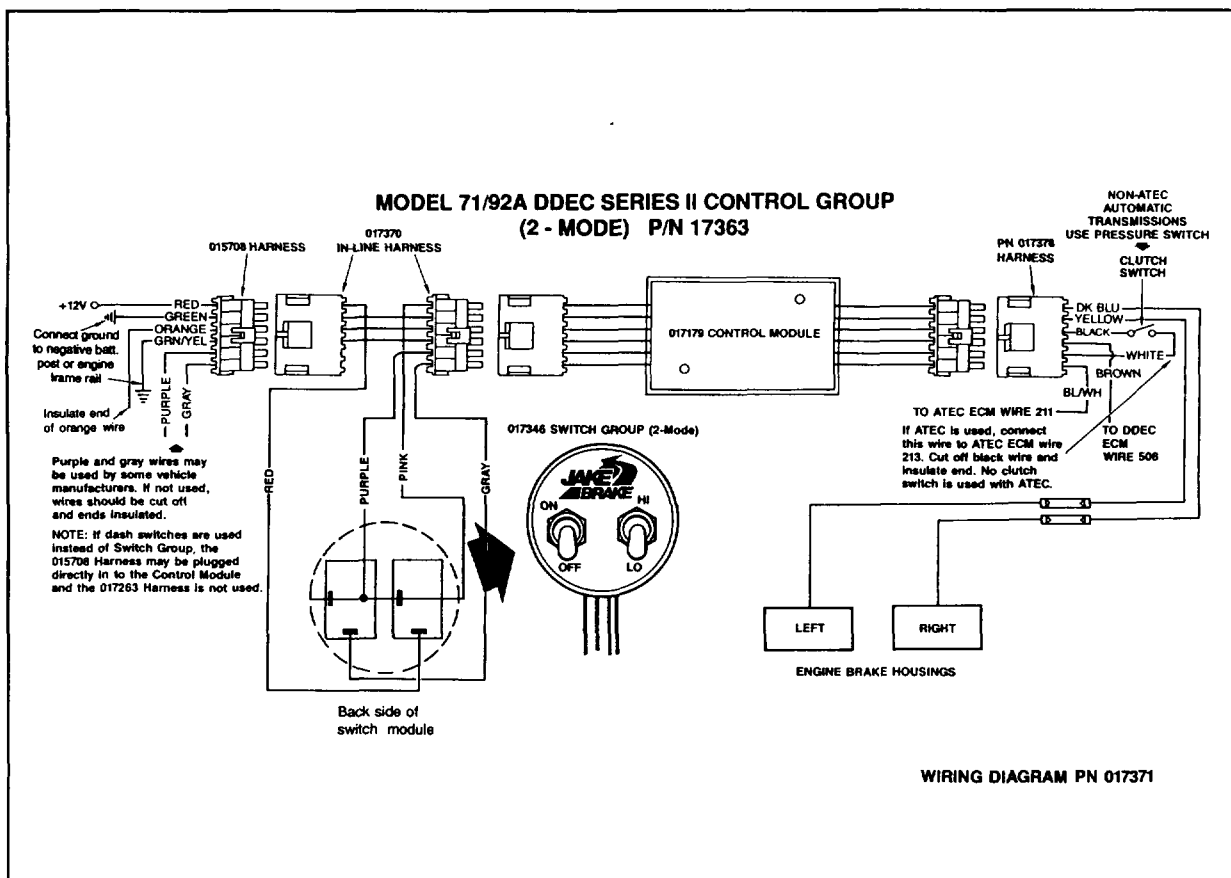 MODEL 71/92A DDEC SERIES II CONTROL GROUP
(2 - MODE) P/N 17363
015708 HARNESS
017370
IN-LINE HARNESS
+12V
RED
GREEN
ORANGE
GRN/YEL
Connect ground
to negative batt.
post or engine
frame rail
PURPLE
GRAY
Insulate end
of orange wire
Purple and gray wires may
be used by some vehicle
manufacturers. If not used,
wires should be cut off
and ends insulated.
NOTE: If dash switches are used
instead of Switch Group, the
015708 Harness may be plugged
directly in to the Control Module
and the 017263 Harness is not used.
RED
PURPLE
PINK
GRAY
Back side of
switch module
017346 SWITCH GROUP (2-Mode)
JAKE
BRAKE
ON
HI
OFF
LO
017179 CONTROL MODULE
NON-ATEC
AUTOMATIC
TRANSMISSIONS
USE PRESSURE SWITCH
CLUTCH
SWITCH
PN 017378
HARNESS
DK BLU
YELLOW
BLACK
WHITE
BROWN
BL/WH
TO ATEC ECM WIRE 211
If ATEC is used, connect
this wire to ATEC ECM wire
213. Cut off black wire and
insulate end. No clutch
switch is used with ATEC.
TO DDEC
ECM
WIRE 508
LEFT
RIGHT
ENGINE BRAKE HOUSINGS
WIRING DIAGRAM PN 017371